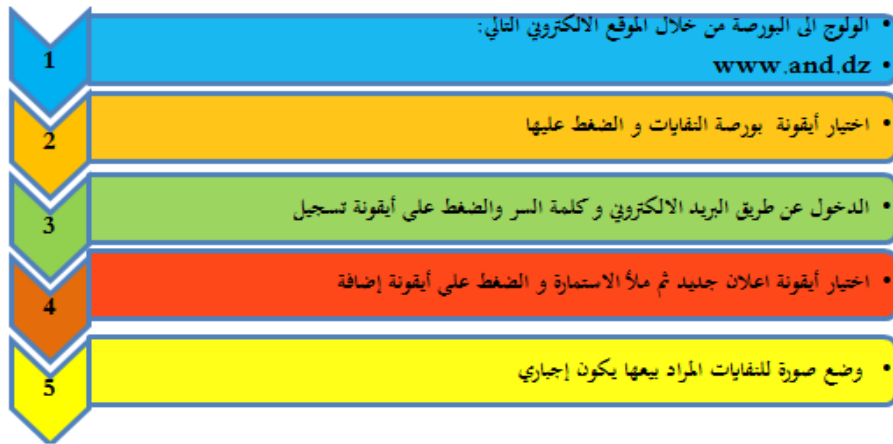 1
• الولوج الى البورصة من خلال الموقع الالكتروني التالي:
• www.and.dz
2
• اختيار أيقونة بورصة النفايات و الضغط عليها
3
• الدخول عن طريق البريد الالكتروني و كلمة السر والضغط على أيقونة تسجيل
4
• اختيار أيقونة اعلان جديد ثم ملأ الاستمارة و الضغط على أيقونة إضافة
5
• وضع صورة للنفايات المراد بيعها يكون إجباري